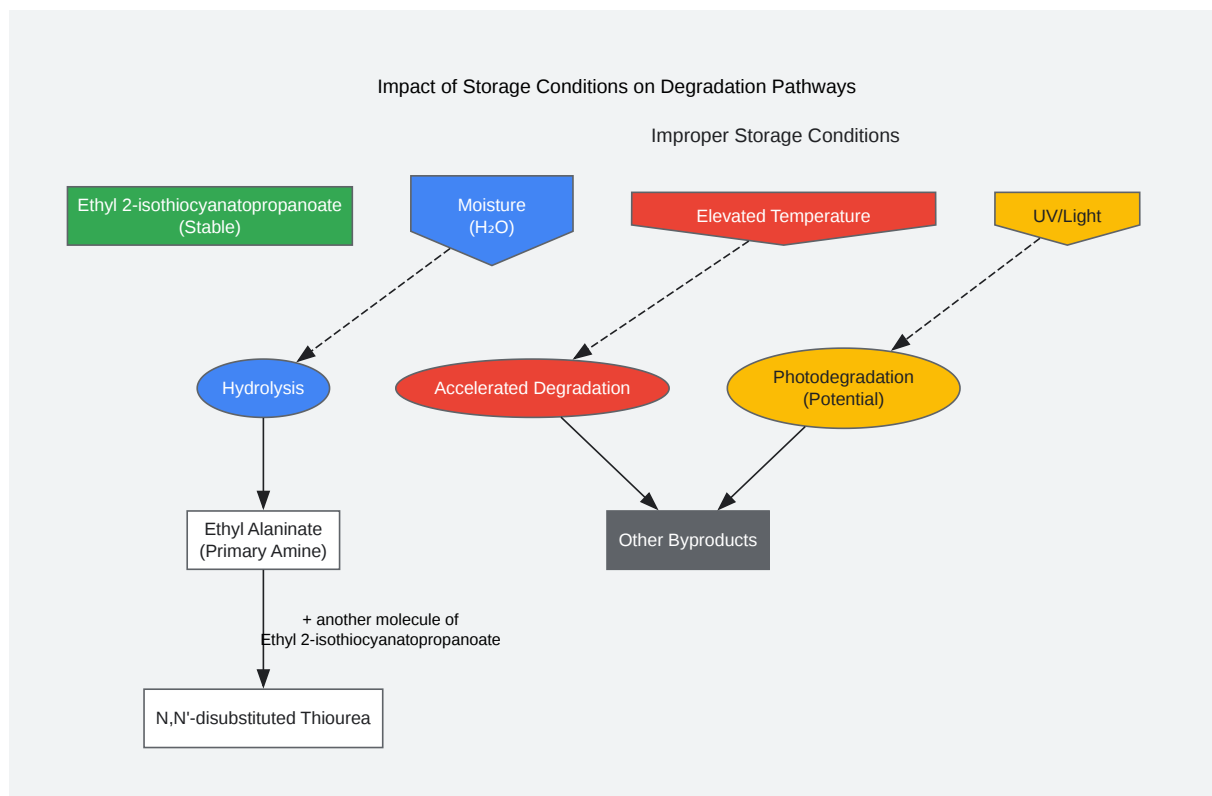 Impact of Storage Conditions on Degradation Pathways
Improper Storage Conditions
Ethyl 2-isothiocyanatopropanoate
(Stable)
Moisture
(H₂O)
Elevated Temperature
UV/Light
Hydrolysis
Accelerated Degradation
Photodegradation
(Potential)
Ethyl Alaninate
(Primary Amine)
Other Byproducts
+ another molecule of
Ethyl 2-isothiocyanatopropanoate
N,N'-disubstituted Thiourea